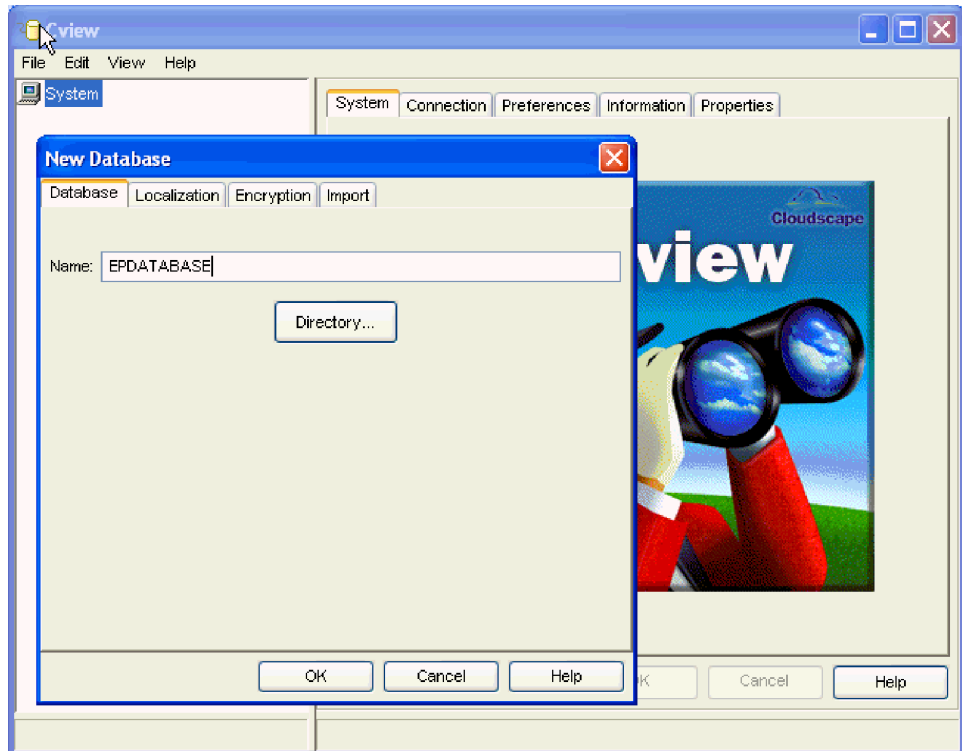 Cview
File Edit View Help
System
System Connection Preferences Information Properties
New Database
Database Localization Encryption Import
Name: EPDATABASE
Directory...
Cloudscape
view
OK Cancel Help
K Cancel Help